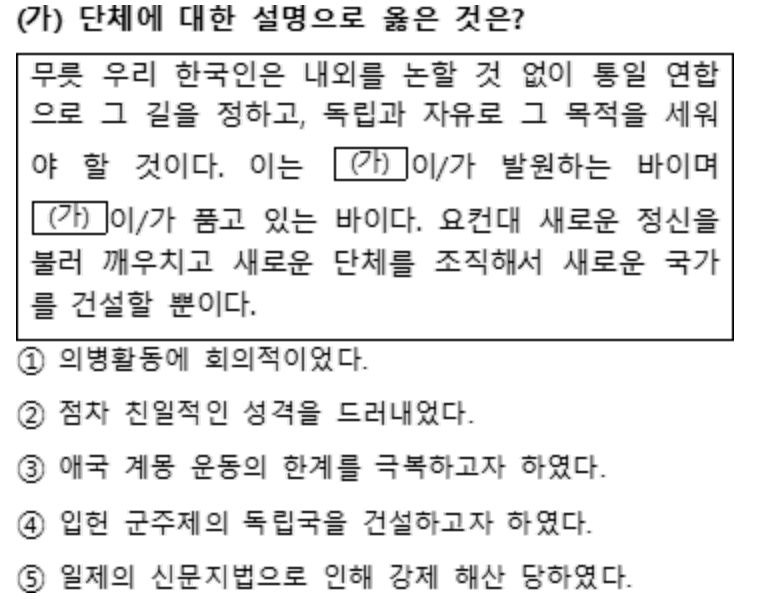 (가) 단체에 대한 설명으로 옳은 것은?
무릇 우리 한국인은 내외를 논할 것 없이 통일 연합
으로 그 길을 정하고, 독립과 자유로 그 목적을 세워
야 할 것이다. 이는 (가) 이/가 발원하는 바이며
(가) 이/가 품고 있는 바이다. 요컨대 새로운 정신을
불러 깨우치고 새로운 단체를 조직해서 새로운 국가
를 건설할 뿐이다.
① 의병활동에 회의적이었다.
② 점차 친일적인 성격을 드러내었다.
③ 애국 계몽 운동의 한계를 극복하고자 하였다.
④ 입헌 군주제의 독립국을 건설하고자 하였다.
⑤ 일제의 신문지법으로 인해 강제 해산 당하였다.